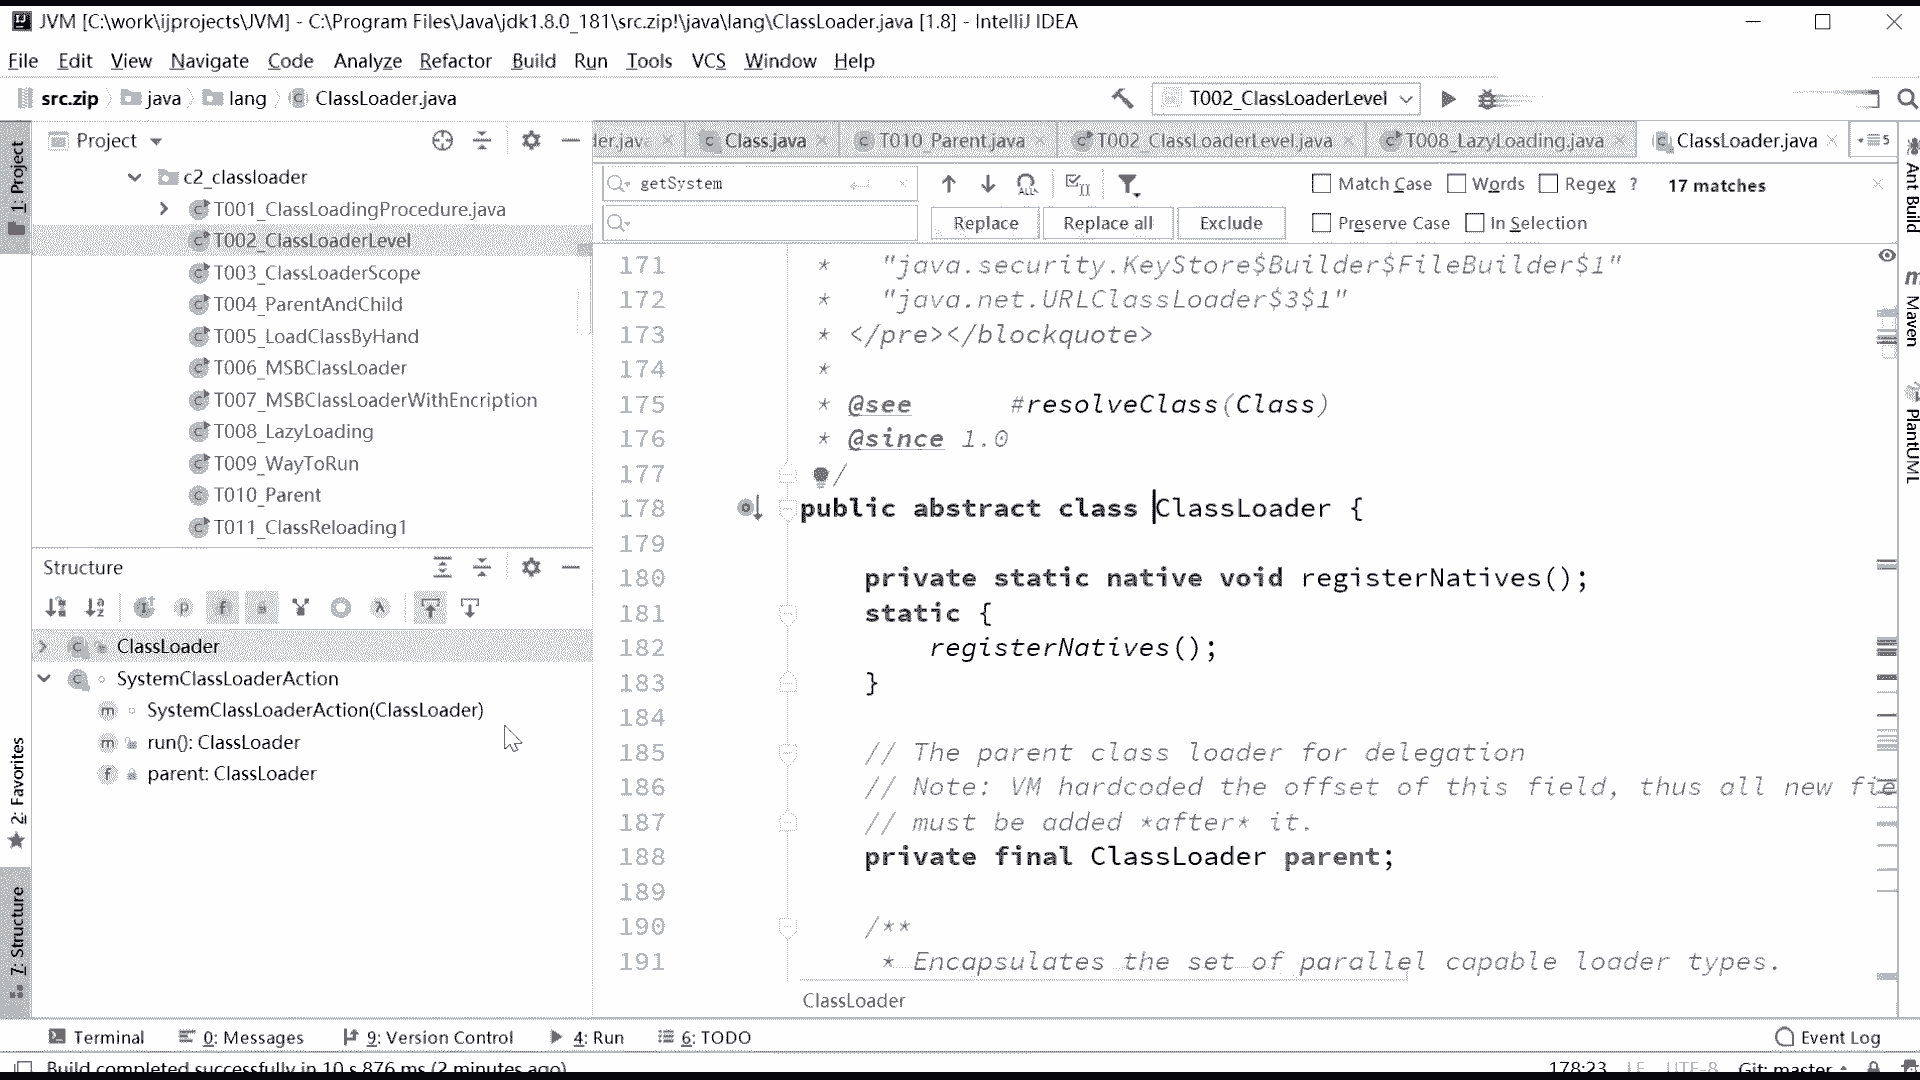 JVM [C:\work\ijprojects\JVM] - C:\Program Files\Java\jdk1.8.0_181\src.zip!\java\lang\ClassLoader.java [1.8] - IntelliJ IDEA
File Edit View Navigate Code Analyze Refactor Build Run Tools VCS Window Help
src.zip java lang ClassLoader.java T002_ClassLoaderLevel
1: Project
Project
der.java Class.java T010_Parent.java T002_ClassLoaderLevel.java T008_LazyLoading.java ClassLoader.java 5
c2_classloader
T001_ClassLoadingProcedure.java
T002_ClassLoaderLevel
T003_ClassLoaderScope
T004_ParentAndChild
T005_LoadClassByHand
T006_MSBClassLoader
T007_MSBClassLoaderWithEncription
T008_LazyLoading
T009_WayToRun
T010_Parent
T011_ClassReloading1
getSystem Match Case Words Regex ? 17 matches
Replace Replace all Exclude Preserve Case In Selection
171 * "java.security.KeyStore$Builder$FileBuilder$1"
172 * "java.net.URLClassLoader$3$1"
173 * </pre></blockquote>
174 *
175 * @see #resolveClass(Class)
176 * @since 1.0
177 */
178 public abstract class ClassLoader {
179
180 private static native void registerNatives();
181 static {
182 registerNatives();
183 }
184
185 // The parent class loader for delegation
186 // Note: VM hardcoded the offset of this field, thus all new fie
187 // must be added *after* it.
188 private final ClassLoader parent;
189
190 /**
191 * Encapsulates the set of parallel capable loader types.
ClassLoader
Structure
ClassLoader
SystemClassLoaderAction
SystemClassLoaderAction(ClassLoader)
run(): ClassLoader
parent: ClassLoader
2: Favorites
7: Structure
Ant Build
Maven
PlantUML
Terminal 0: Messages 9: Version Control 4: Run 6: TODO Event Log
Build completed successfully in 10 s 876 ms (2 minutes ago) 178:23 LF UTF-8 Git: master